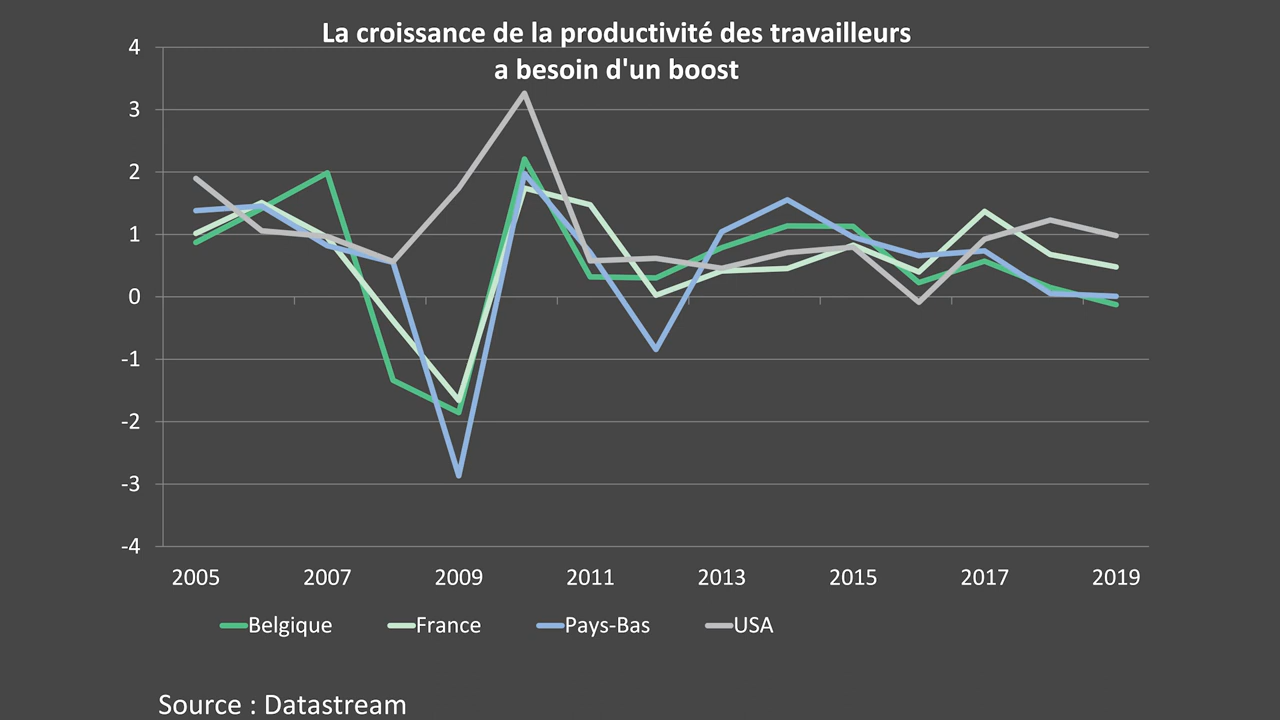 La croissance de la productivité des travailleurs
a besoin d'un boost
4
3
2
1
0
-1
-2
-3
-4
2005 2007 2009 2011 2013 2015 2017 2019
Belgique France Pays-Bas USA
Source : Datastream